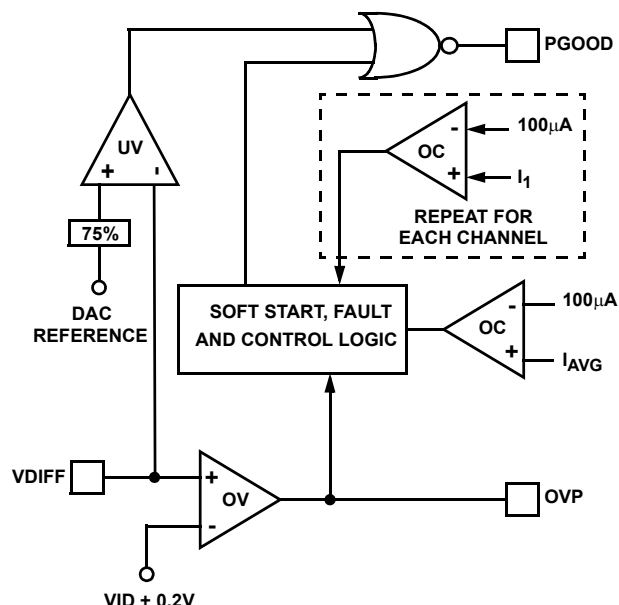 PGOOD
100µA
-
OC
+
I1
REPEAT FOR
EACH CHANNEL
UV
+ -
75%
DAC
REFERENCE
SOFT START, FAULT
AND CONTROL LOGIC
100µA
-
OC
+
IAVG
VDIFF
+
OV
-
OVP
VID + 0.2V